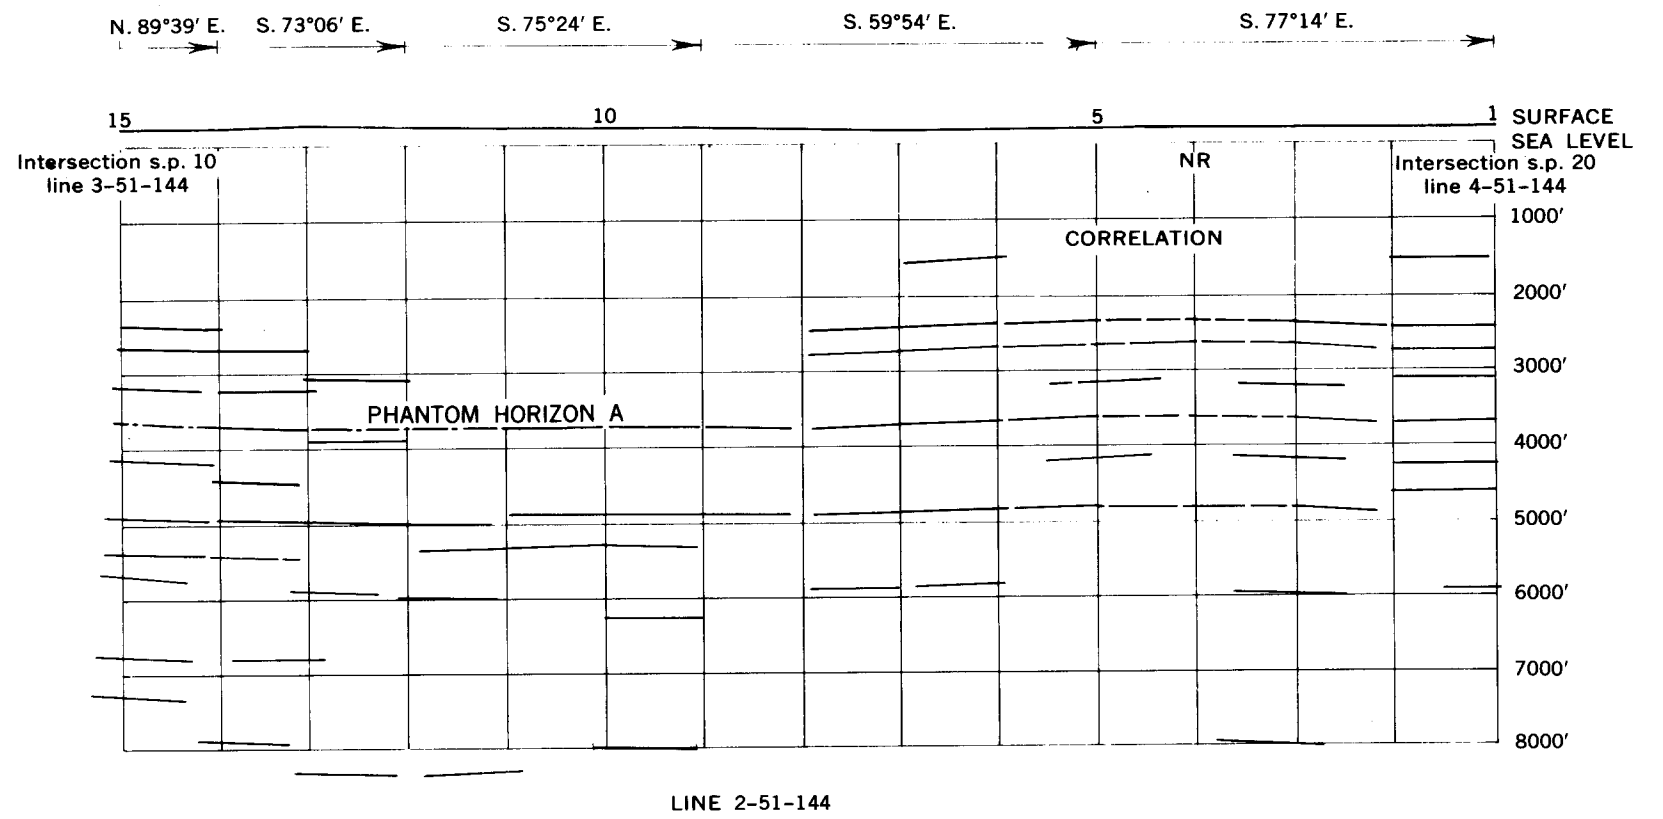 N. 89°39′ E. S. 73°06′ E. S. 75°24′ E. S. 59°54′ E. S. 77°14′ E.
15 10 5 1 SURFACE
SEA LEVEL
Intersection s.p. 10 NR Intersection s.p. 20
line 3-51-144 line 4-51-144
1000′
CORRELATION
2000′
3000′
PHANTOM HORIZON A
4000′
5000′
6000′
7000′
8000′
LINE 2-51-144